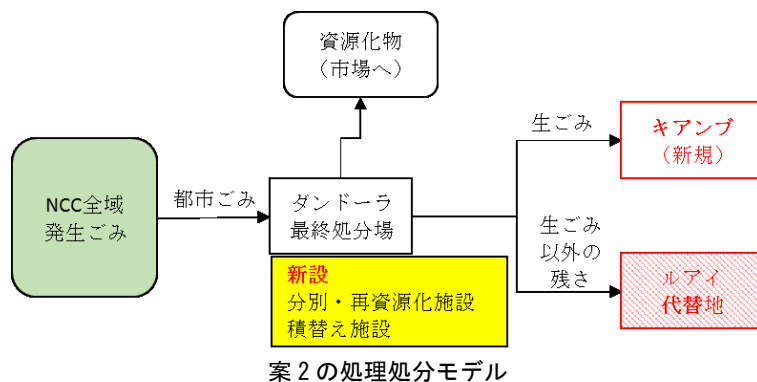 資源化物
(市場へ)
生ごみ
キアンブ
(新規)
NCC全域
発生ごみ
都市ごみ
ダンドーラ
最終処分場
生ごみ
以外の
残さ
新設
分別・再資源化施設
積替え施設
ルアイ
代替地
案2の処理処分モデル